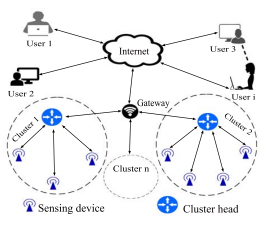 User 1
User 3
Internet
User 2
User i
Gateway
Cluster 1
Cluster 2
Cluster n
Sensing device
Cluster head